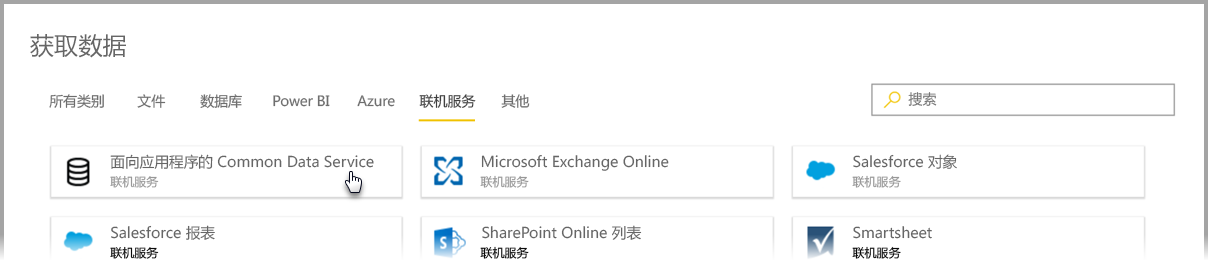 获取数据
所有类别 文件 数据库 Power BI Azure 联机服务 其他
搜索
面向应用程序的 Common Data Service Microsoft Exchange Online Salesforce 对象
联机服务 联机服务 联机服务
Salesforce 报表 SharePoint Online 列表 Smartsheet
联机服务 联机服务 联机服务